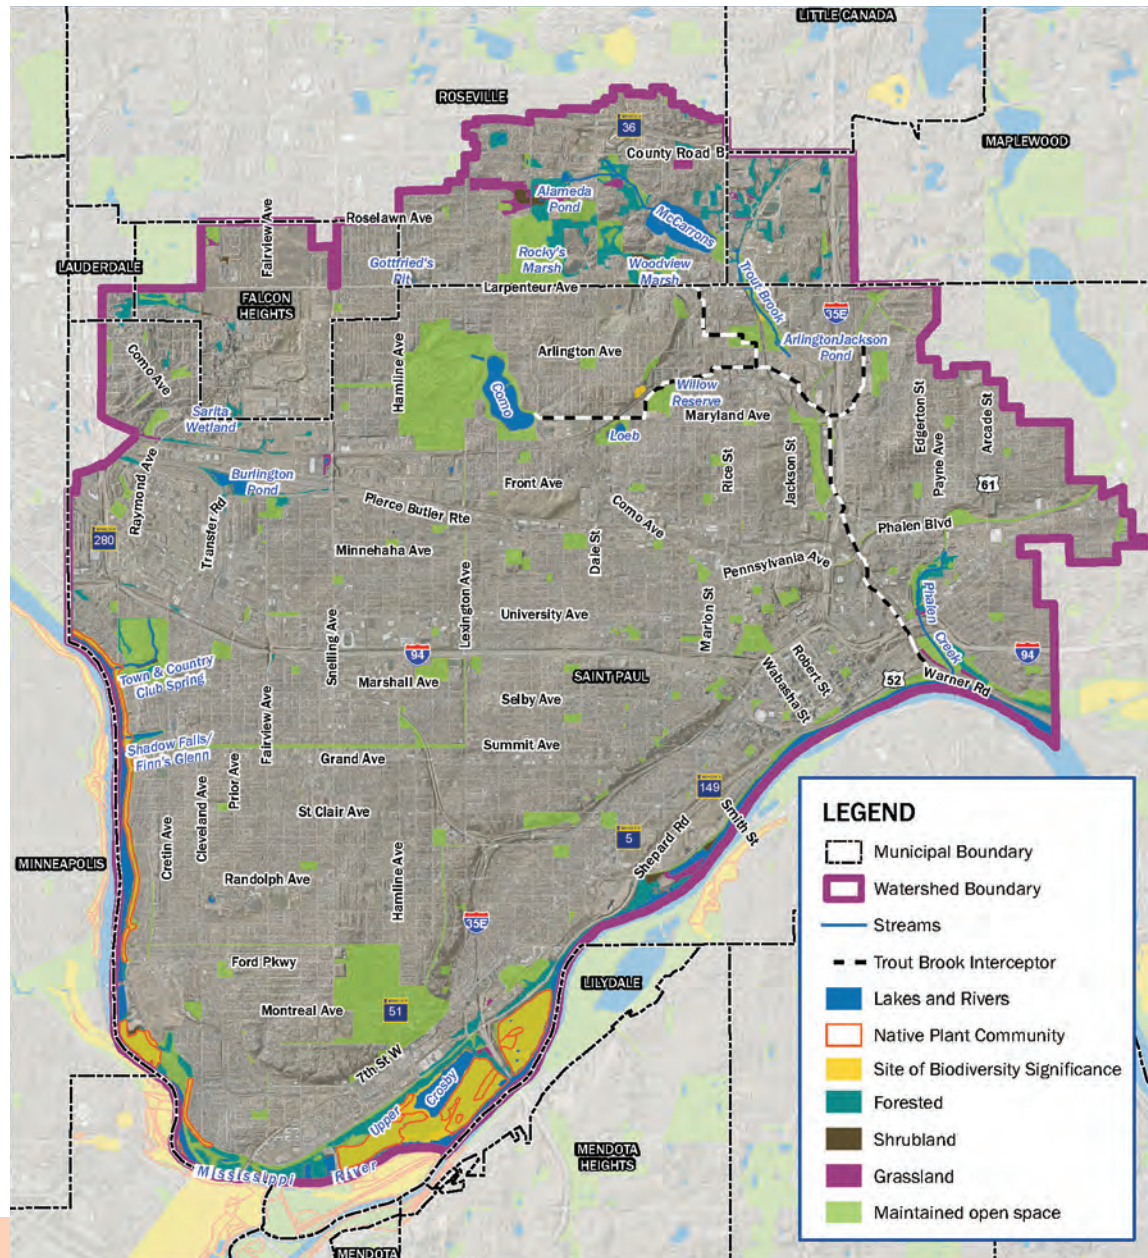 LITTLE CANADA
ROSEVILLE
36
County Road B
MAPLEWOOD
Alameda
Pond
McCarrons
Fairview Ave
Roselawn Ave
Gottfried's
Pit
Rocky's
Marsh
Woodview
Marsh
Trout Brook
LAUDERDALE
FALCON
HEIGHTS
Larpenteur Ave
35E
Como Ave
Hamline Ave
Arlington Ave
ArlingtonJackson
Pond
Como
Willow
Reserve
Maryland Ave
Sarita
Wetland
Loeb
Edgerton St
Payne Ave
Arcade St
Raymond Ave
Burlington
Pond
Front Ave
Rice St
Jackson St
61
Transfer Rd
Pierce Butler Rte
Como Ave
Phalen Blvd
280
Minnehaha Ave
Dale St
Pennsylvania Ave
Lexington Ave
University Ave
Marion St
Phalen Creek
Snelling Ave
94
Town & Country
Club Spring
Marshall Ave
SAINT PAUL
Robert St
Wabasha St
52
Warner Rd
94
Selby Ave
Shadow Falls/
Finn's Glenn
Fairview Ave
Summit Ave
Grand Ave
Prior Ave
Cleveland Ave
149
St Clair Ave
Smith St
Cretin Ave
5
Shepard Rd
MINNEAPOLIS
Randolph Ave
Hamline Ave
35E
Ford Pkwy
LILYDALE
Montreal Ave
51
7th St W
Crosby
Upper
Mississippi River
MENDOTA
HEIGHTS
MENDOTA
LEGEND
Municipal Boundary
Watershed Boundary
Streams
Trout Brook Interceptor
Lakes and Rivers
Native Plant Community
Site of Biodiversity Significance
Forested
Shrubland
Grassland
Maintained open space